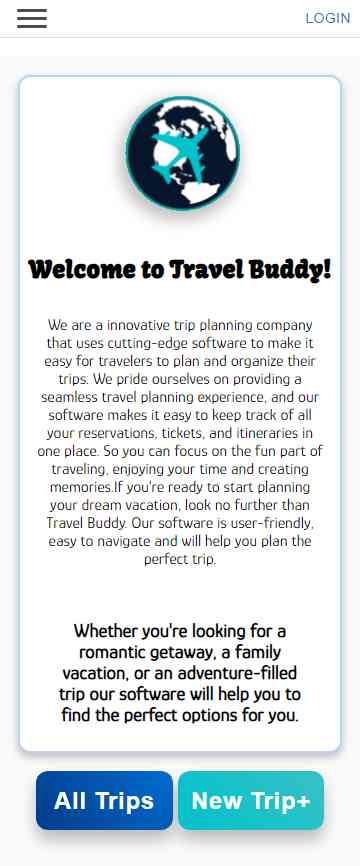 LOGIN
Welcome to Travel Buddy!
We are a innovative trip planning company
that uses cutting-edge software to make it
easy for travelers to plan and organize their
trips. We pride ourselves on providing a
seamless travel planning experience, and our
software makes it easy to keep track of all
your reservations, tickets, and itineraries in
one place. So you can focus on the fun part of
traveling, enjoying your time and creating
memories.If you're ready to start planning
your dream vacation, look no further than
Travel Buddy. Our software is user-friendly,
easy to navigate and will help you plan the
perfect trip.
Whether you're looking for a
romantic getaway, a family
vacation, or an adventure-filled
trip our software will help you to
find the perfect options for you.
All Trips
New Trip+